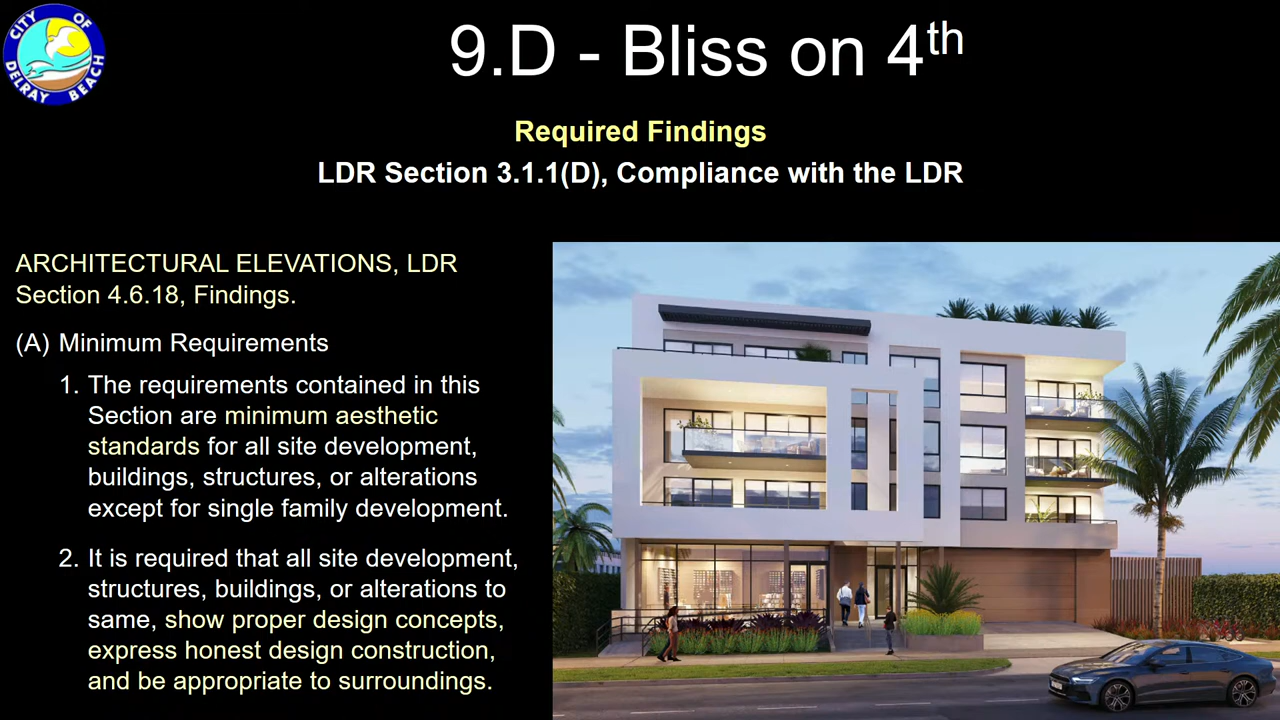 CITY OF
DELRAY BEACH
9.D - Bliss on 4th
Required Findings
LDR Section 3.1.1(D), Compliance with the LDR
ARCHITECTURAL ELEVATIONS, LDR
Section 4.6.18, Findings.
(A) Minimum Requirements
1. The requirements contained in this
Section are minimum aesthetic
standards for all site development,
buildings, structures, or alterations
except for single family development.
2. It is required that all site development,
structures, buildings, or alterations to
same, show proper design concepts,
express honest design construction,
and be appropriate to surroundings.